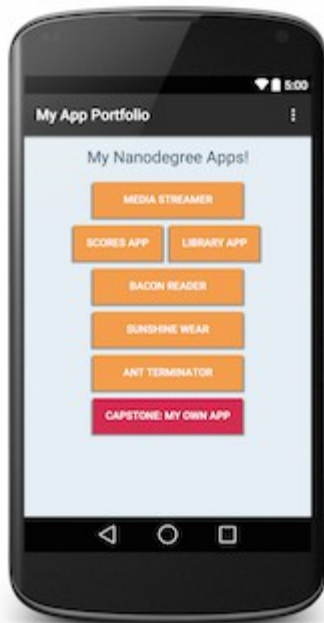 5:00
My App Portfolio
My Nanodegree Apps!
MEDIA STREAMER
SCORES APP LIBRARY APP
BACON READER
SUNSHINE WEAR
ANT TERMINATOR
CAPSTONE: MY OWN APP